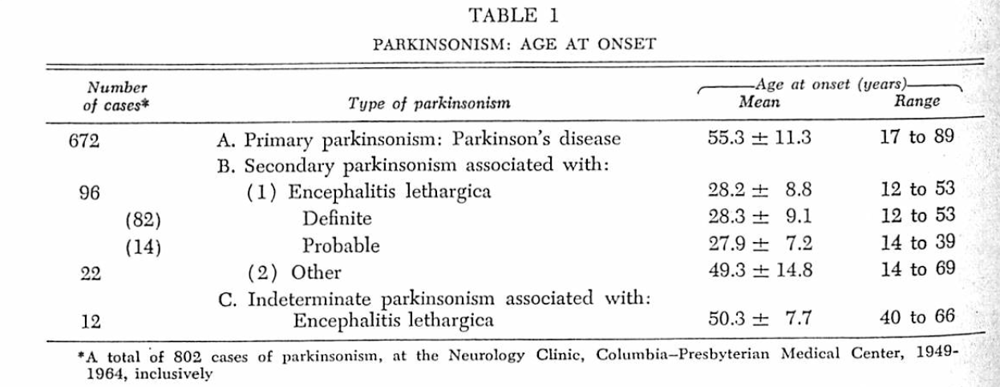 TABLE 1
PARKINSONISM: AGE AT ONSET
Number of cases* Type of parkinsonism Age at onset (years) Mean Range
672 A. Primary parkinsonism: Parkinson's disease 55.3 ± 11.3 17 to 89
B. Secondary parkinsonism associated with:
96 (1) Encephalitis lethargica 28.2 ± 8.8 12 to 53
(82) Definite 28.3 ± 9.1 12 to 53
(14) Probable 27.9 ± 7.2 14 to 39
22 (2) Other 49.3 ± 14.8 14 to 69
C. Indeterminate parkinsonism associated with:
12 Encephalitis lethargica 50.3 ± 7.7 40 to 66
*A total of 802 cases of parkinsonism, at the Neurology Clinic, Columbia–Presbyterian Medical Center, 1949-
1964, inclusively